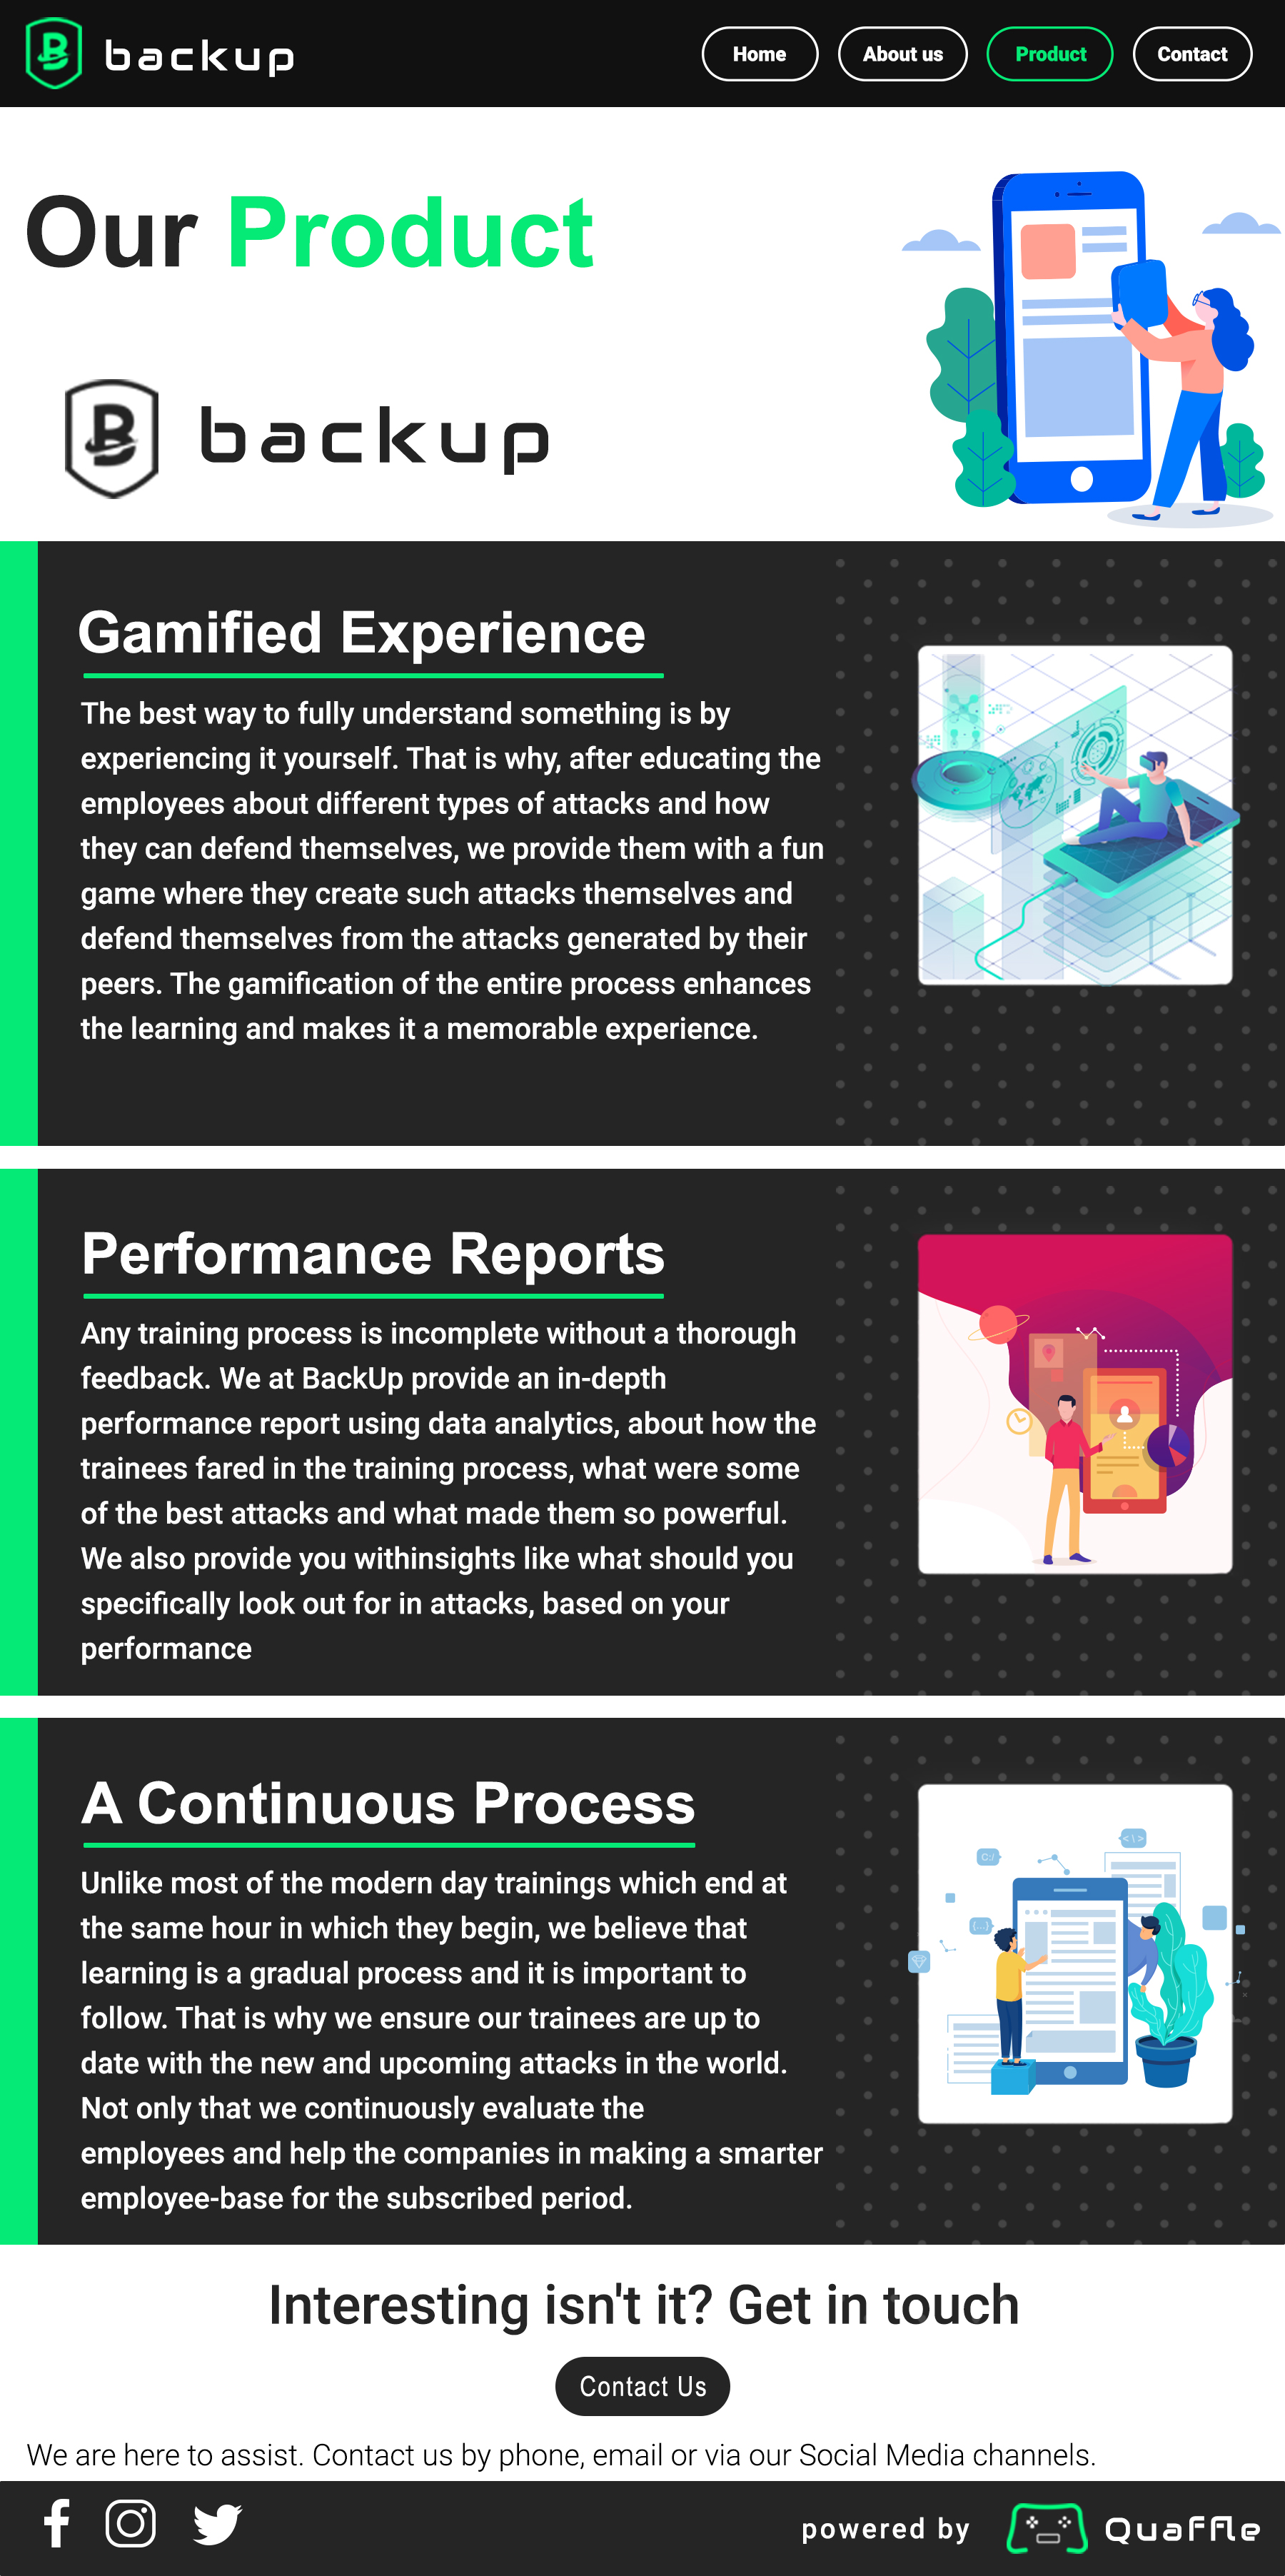 backup
Home
About us
Product
Contact
Our Product
backup
Gamified Experience
The best way to fully understand something is by
experiencing it yourself. That is why, after educating the
employees about different types of attacks and how
they can defend themselves, we provide them with a fun
game where they create such attacks themselves and
defend themselves from the attacks generated by their
peers. The gamification of the entire process enhances
the learning and makes it a memorable experience.
Performance Reports
Any training process is incomplete without a thorough
feedback. We at BackUp provide an in-depth
performance report using data analytics, about how the
trainees fared in the training process, what were some
of the best attacks and what made them so powerful.
We also provide you withinsights like what should you
specifically look out for in attacks, based on your
performance
A Continuous Process
Unlike most of the modern day trainings which end at
the same hour in which they begin, we believe that
learning is a gradual process and it is important to
follow. That is why we ensure our trainees are up to
date with the new and upcoming attacks in the world.
Not only that we continuously evaluate the
employees and help the companies in making a smarter
employee-base for the subscribed period.
<\>
C:/
{...}
Interesting isn't it? Get in touch
Contact Us
We are here to assist. Contact us by phone, email or via our Social Media channels.
powered by
Quaffle